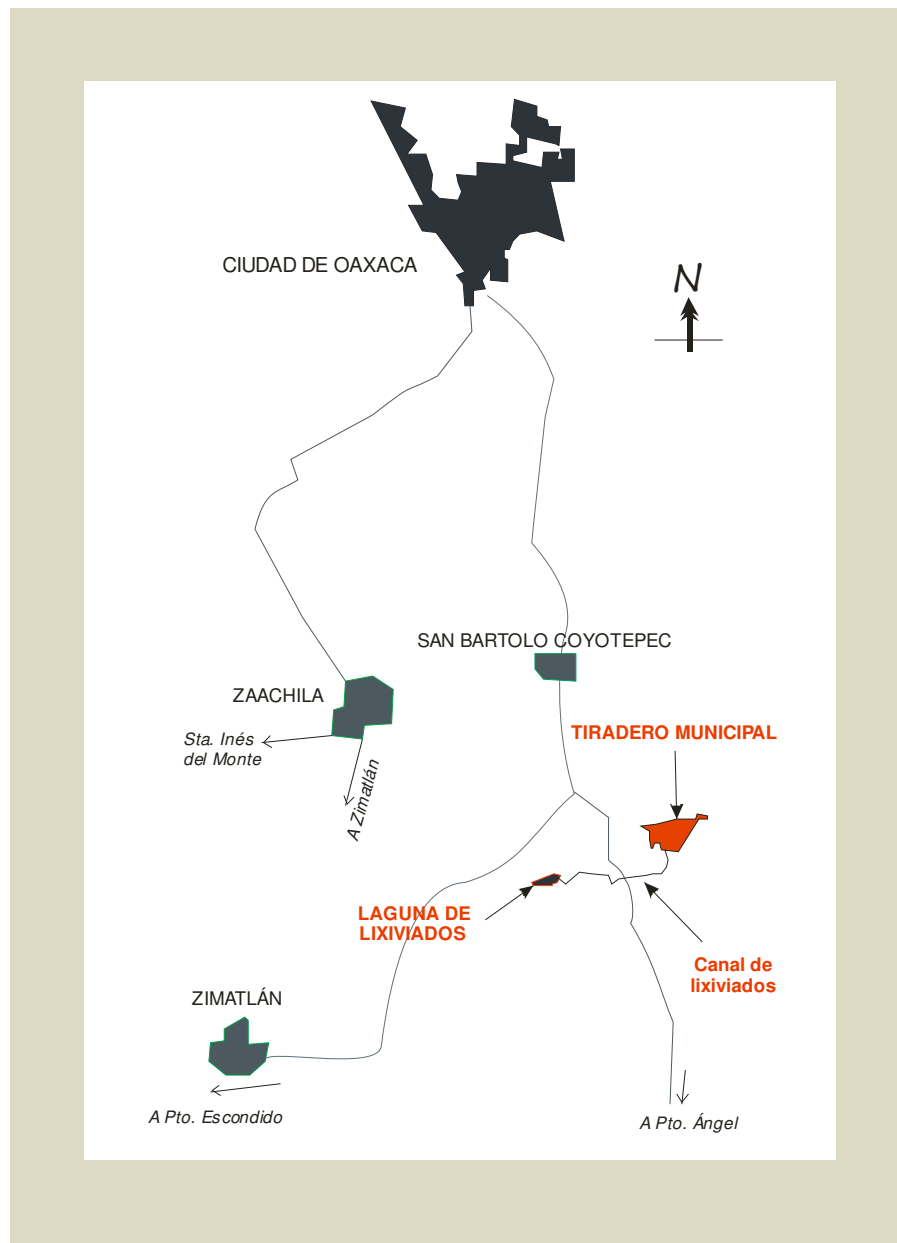 CIUDAD DE OAXACA
N
SAN BARTOLO COYOTEPEC
ZAACHILA
Sta. Inés
del Monte
A Zimatlán
TIRADERO MUNICIPAL
LAGUNA DE
LIXIVIADOS
Canal de
lixiviados
ZIMATLÁN
A Pto. Escondido
A Pto. Ángel